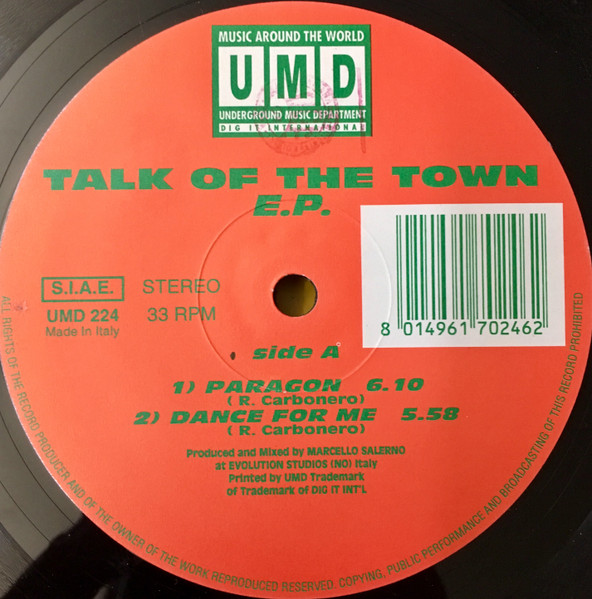 MUSIC AROUND THE WORLD
UMD
UNDERGROUND MUSIC DEPARTMENT
DIG IT INTERNATIONAL
TALK OF THE TOWN
E.P.
S.I.A.E. STEREO
UMD 224 33 RPM
Made in Italy
8 014961 702462
side A
1) PARAGON 6.10
( R. Carbonero)
2) DANCE FOR ME 5.58
( R. Carbonero)
Produced and Mixed by MARCELLO SALERNO
at EVOLUTION STUDIOS (NO) Italy
Printed by UMD Trademark
of Trademark of DIG IT INT'L
ALL RIGHTS OF THE RECORD PRODUCER AND OF THE OWNER OF THE WORK REPRODUCED RESERVED. COPYING, PUBLIC PERFORMANCE AND BROADCASTING OF THIS RECORD PROHIBITED